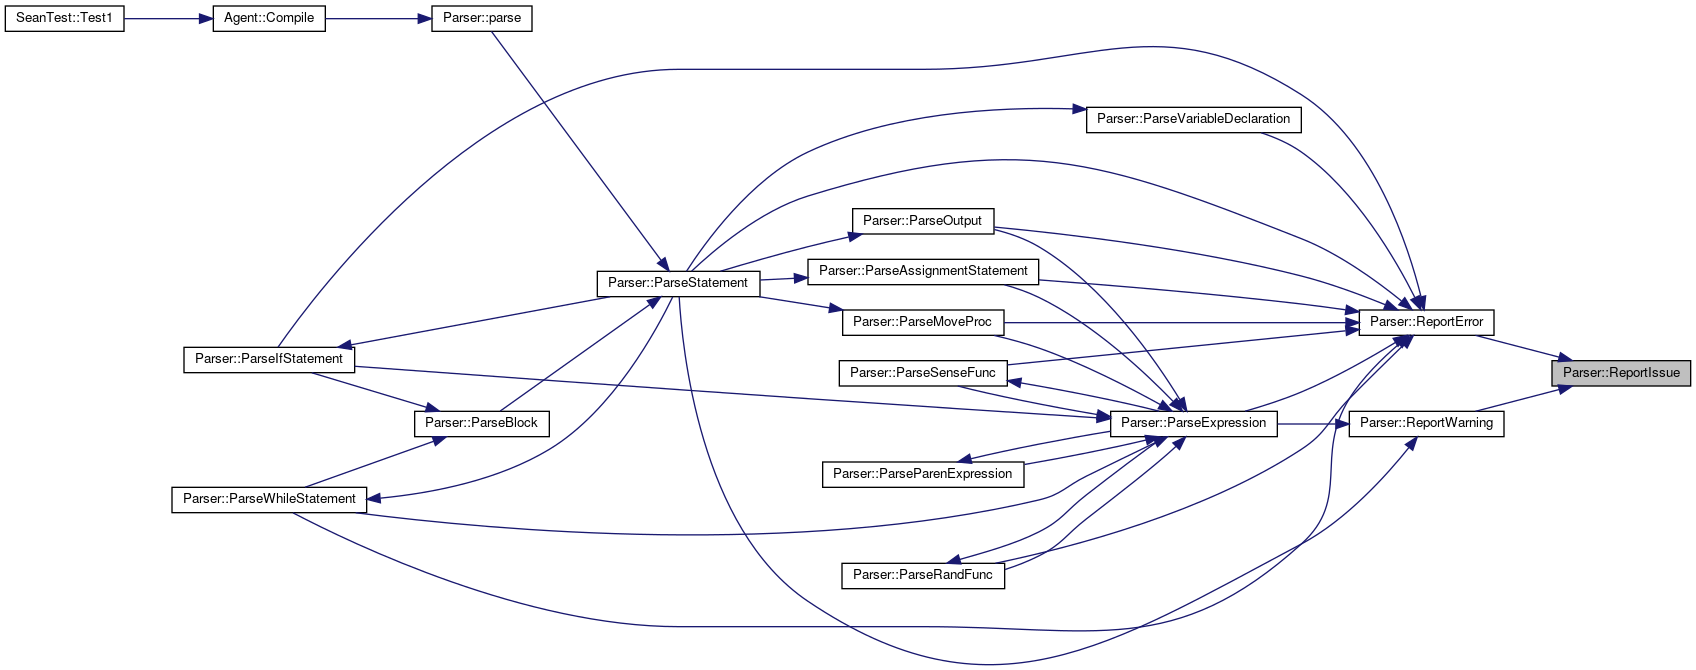 SeanTest::Test1
Agent::Compile
Parser::parse
Parser::ParseVariableDeclaration
Parser::ParseOutput
Parser::ParseAssignmentStatement
Parser::ParseStatement
Parser::ParseMoveProc
Parser::ReportError
Parser::ParseIfStatement
Parser::ParseSenseFunc
Parser::ReportIssue
Parser::ParseBlock
Parser::ParseExpression
Parser::ReportWarning
Parser::ParseParenExpression
Parser::ParseWhileStatement
Parser::ParseRandFunc